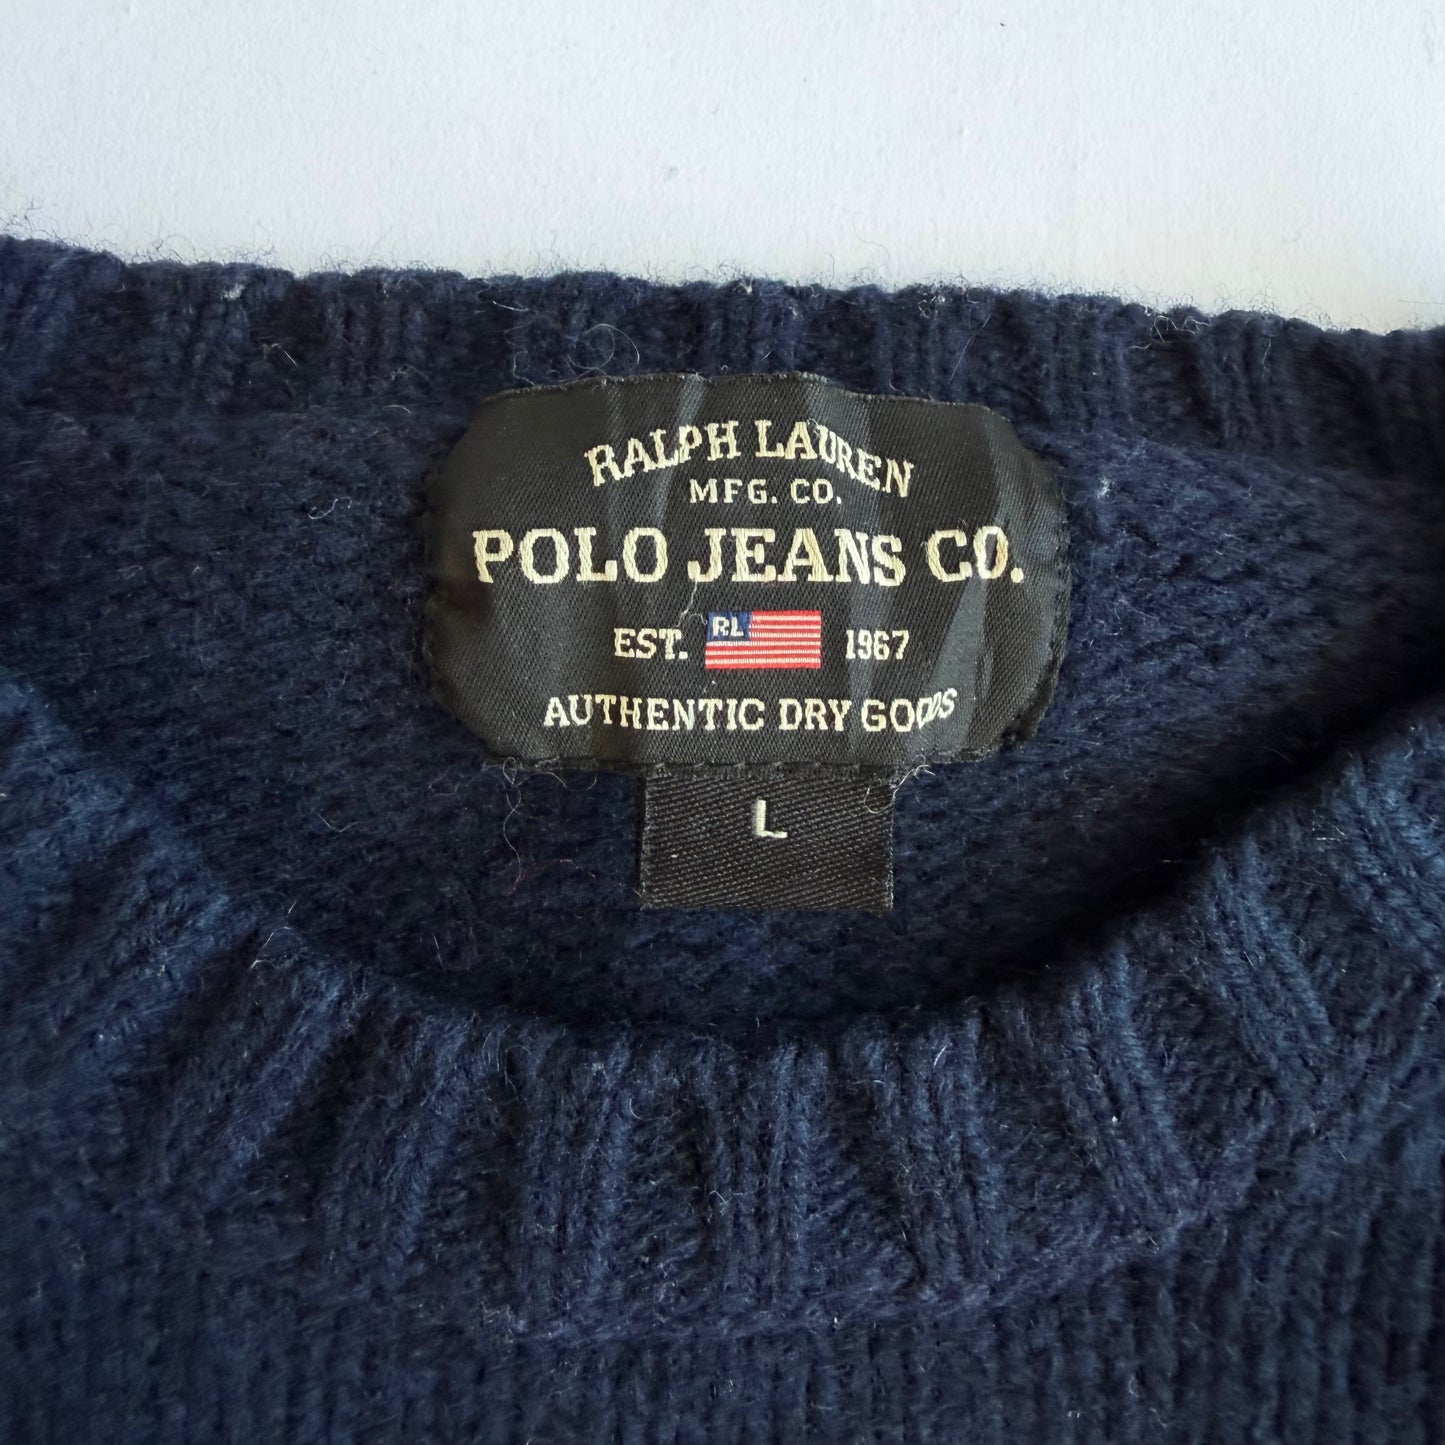 RALPH LAUREN
MFG. CO.
POLO JEANS CO.
EST. RL 1967
AUTHENTIC DRY GOODS
L